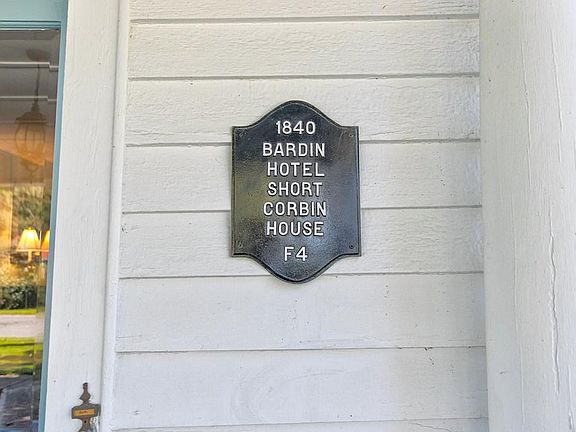 1840
BARDIN
HOTEL
SHORT
CORBIN
HOUSE
F4